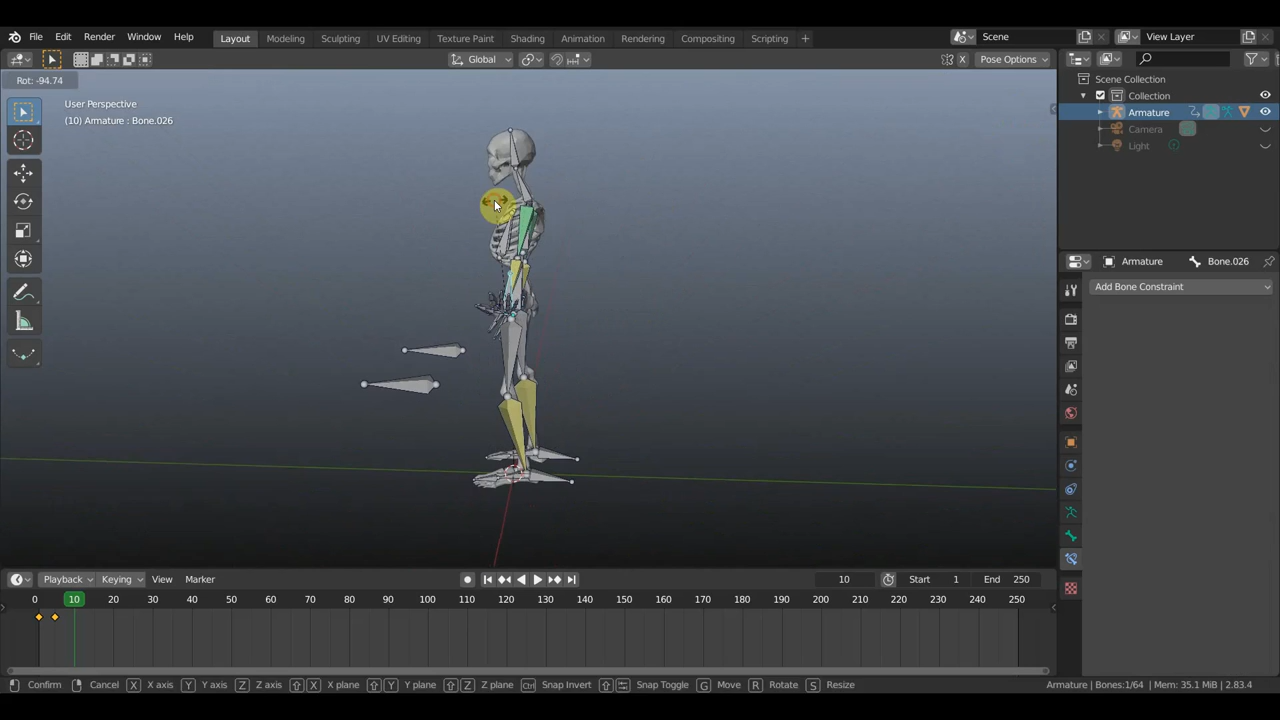 File Edit Render Window Help Layout Modeling Sculpting UV Editing Texture Paint Shading Animation Rendering Compositing Scripting + Scene View Layer
Global X Pose Options
Rot: -94.74
User Perspective
(10) Armature : Bone.026
Scene Collection
Collection
Armature
Camera
Light
Armature Bone.026
Add Bone Constraint
Playback Keying View Marker 10 Start 1 End 250
0 10 20 30 40 50 60 70 80 90 100 110 120 130 140 150 160 170 180 190 200 210 220 230 240 250
Confirm Cancel X X axis Y Y axis Z Z axis X X plane Y Y plane Z Z plane Ctrl Snap Invert Snap Toggle G Move R Rotate S Resize Armature | Bones:1/64 | Mem: 35.1 MiB | 2.83.4